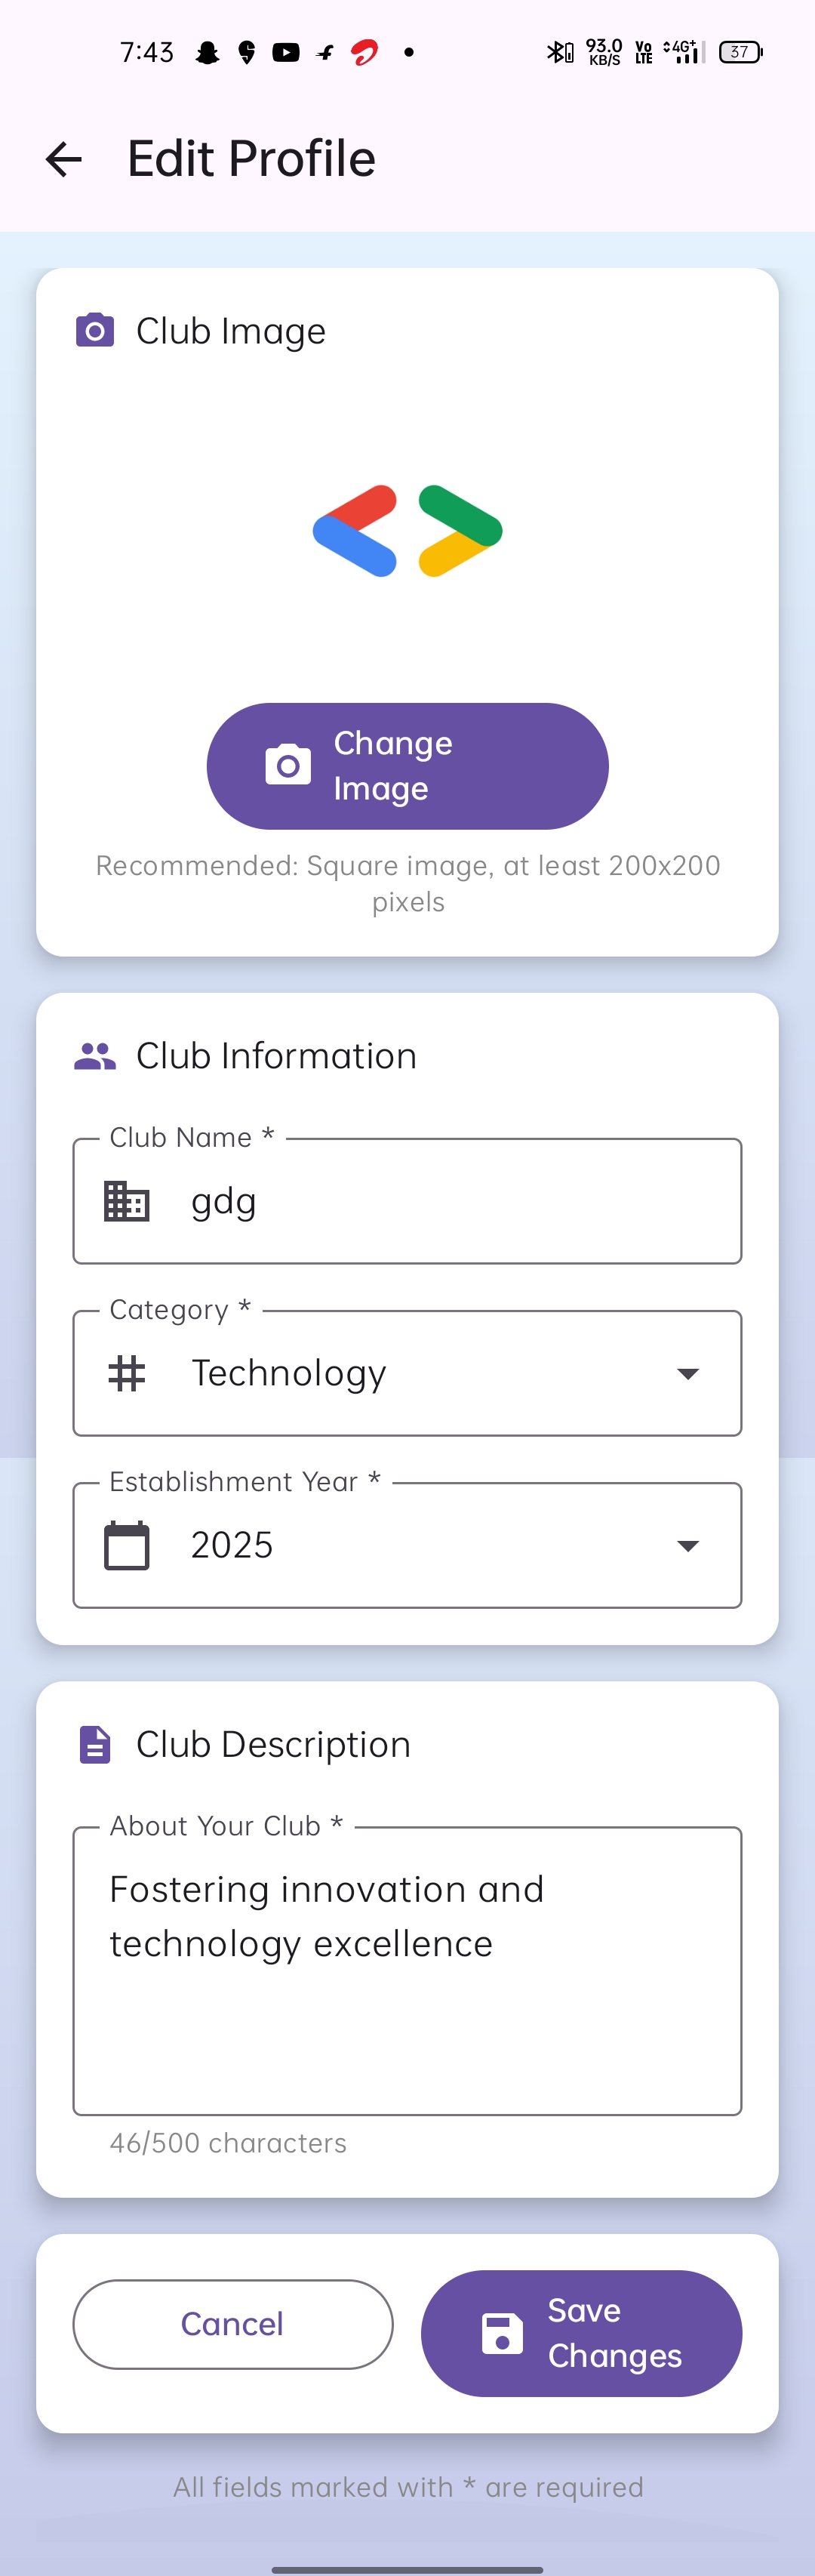 7:43 93.0 KB/S Vo LTE 4G+ 37
Edit Profile
Club Image
Change
Image
Recommended: Square image, at least 200x200
pixels
Club Information
Club Name *
gdg
Category *
Technology
Establishment Year *
2025
Club Description
About Your Club *
Fostering innovation and
technology excellence
46/500 characters
Cancel
Save
Changes
All fields marked with * are required